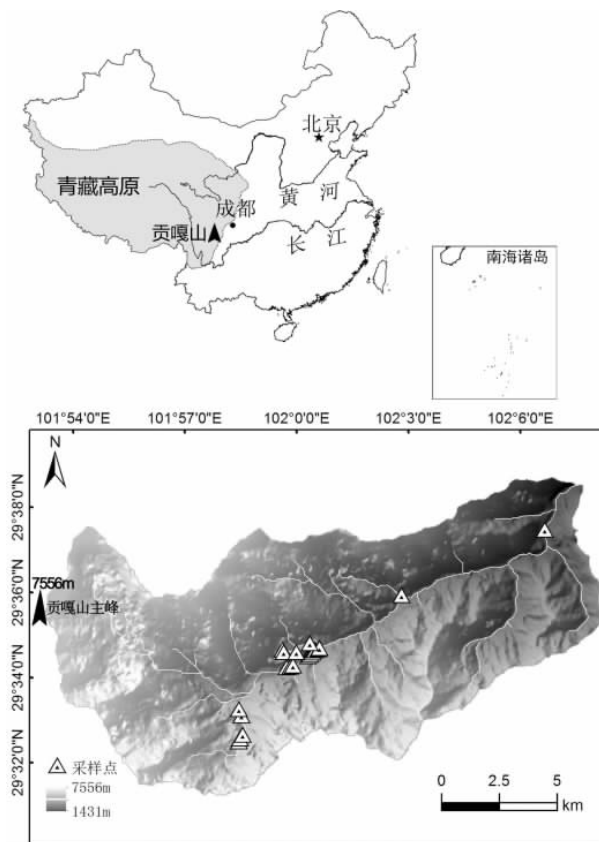 北京
青藏高原
成都
黄河
贡嘎山
长江
南海诸岛
101°54'0"E
101°57'0"E
102°0'0"E
102°3'0"E
102°6'0"E
N
29°38'0"N
29°36'0"N
7556m
贡嘎山主峰
29°34'0"N
29°32'0"N
采样点
7556m
1431m
0
2.5
5
km